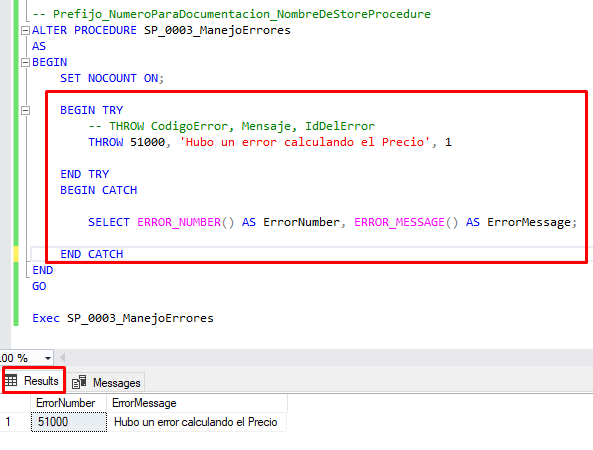 -- Prefijo_NumeroParaDocumentacion_NombreDeStoreProcedure
ALTER PROCEDURE SP_0003_ManejoErrores
AS
BEGIN
SET NOCOUNT ON;
BEGIN TRY
-- THROW CodigoError, Mensaje, IdDelError
THROW 51000, 'Hubo un error calculando el Precio', 1
END TRY
BEGIN CATCH
SELECT ERROR_NUMBER() AS ErrorNumber, ERROR_MESSAGE() AS ErrorMessage;
END CATCH
END
GO
Exec SP_0003_ManejoErrores
.00 %
Results Messages
ErrorNumber ErrorMessage
1 51000 Hubo un error calculando el Precio